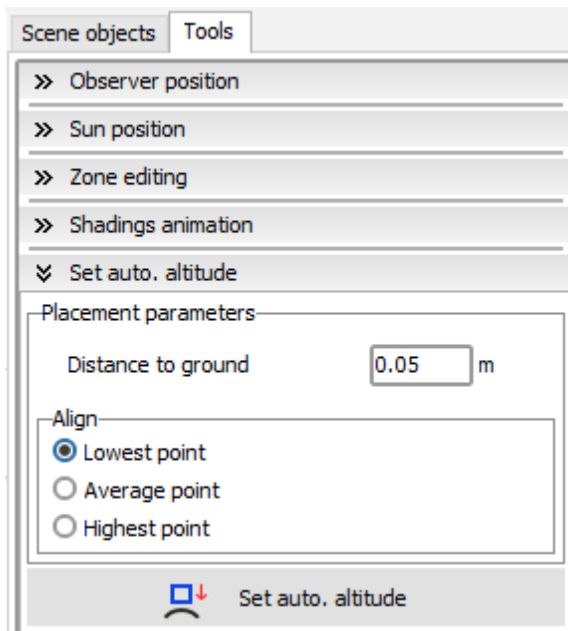 Scene objects Tools
Observer position
Sun position
Zone editing
Shadings animation
Set auto. altitude
Placement parameters
Distance to ground 0.05 m
Align
Lowest point
Average point
Highest point
Set auto. altitude